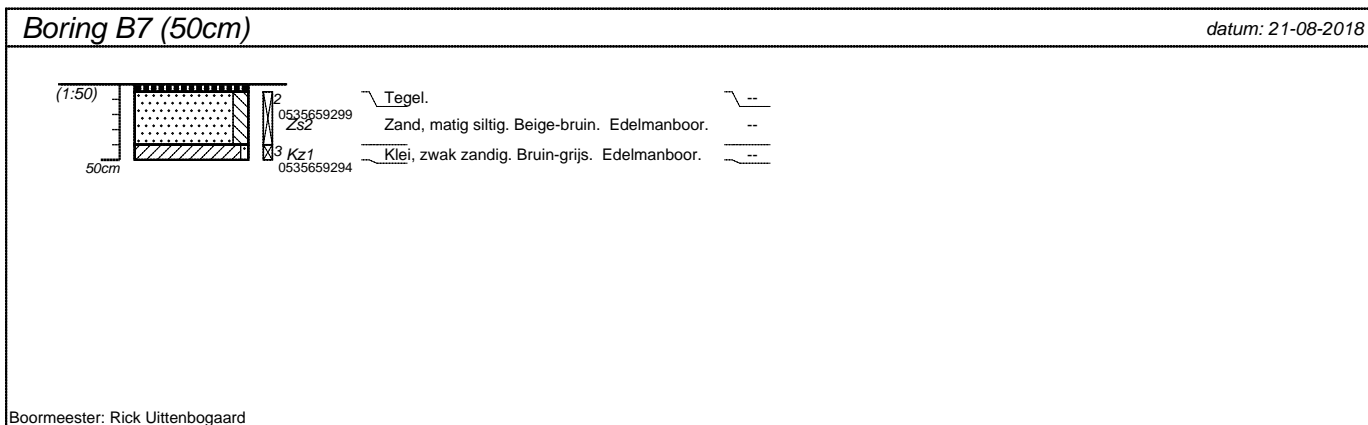 Boring B7 (50cm) datum: 21-08-2018
(1:50) 2 Tegel. --
0535659299
Zs2 Zand, matig siltig. Beige-bruin. Edelmanboor. --
3 Kz1 Klei, zwak zandig. Bruin-grijs. Edelmanboor. --
50cm 0535659294
Boormeester: Rick Uittenbogaard